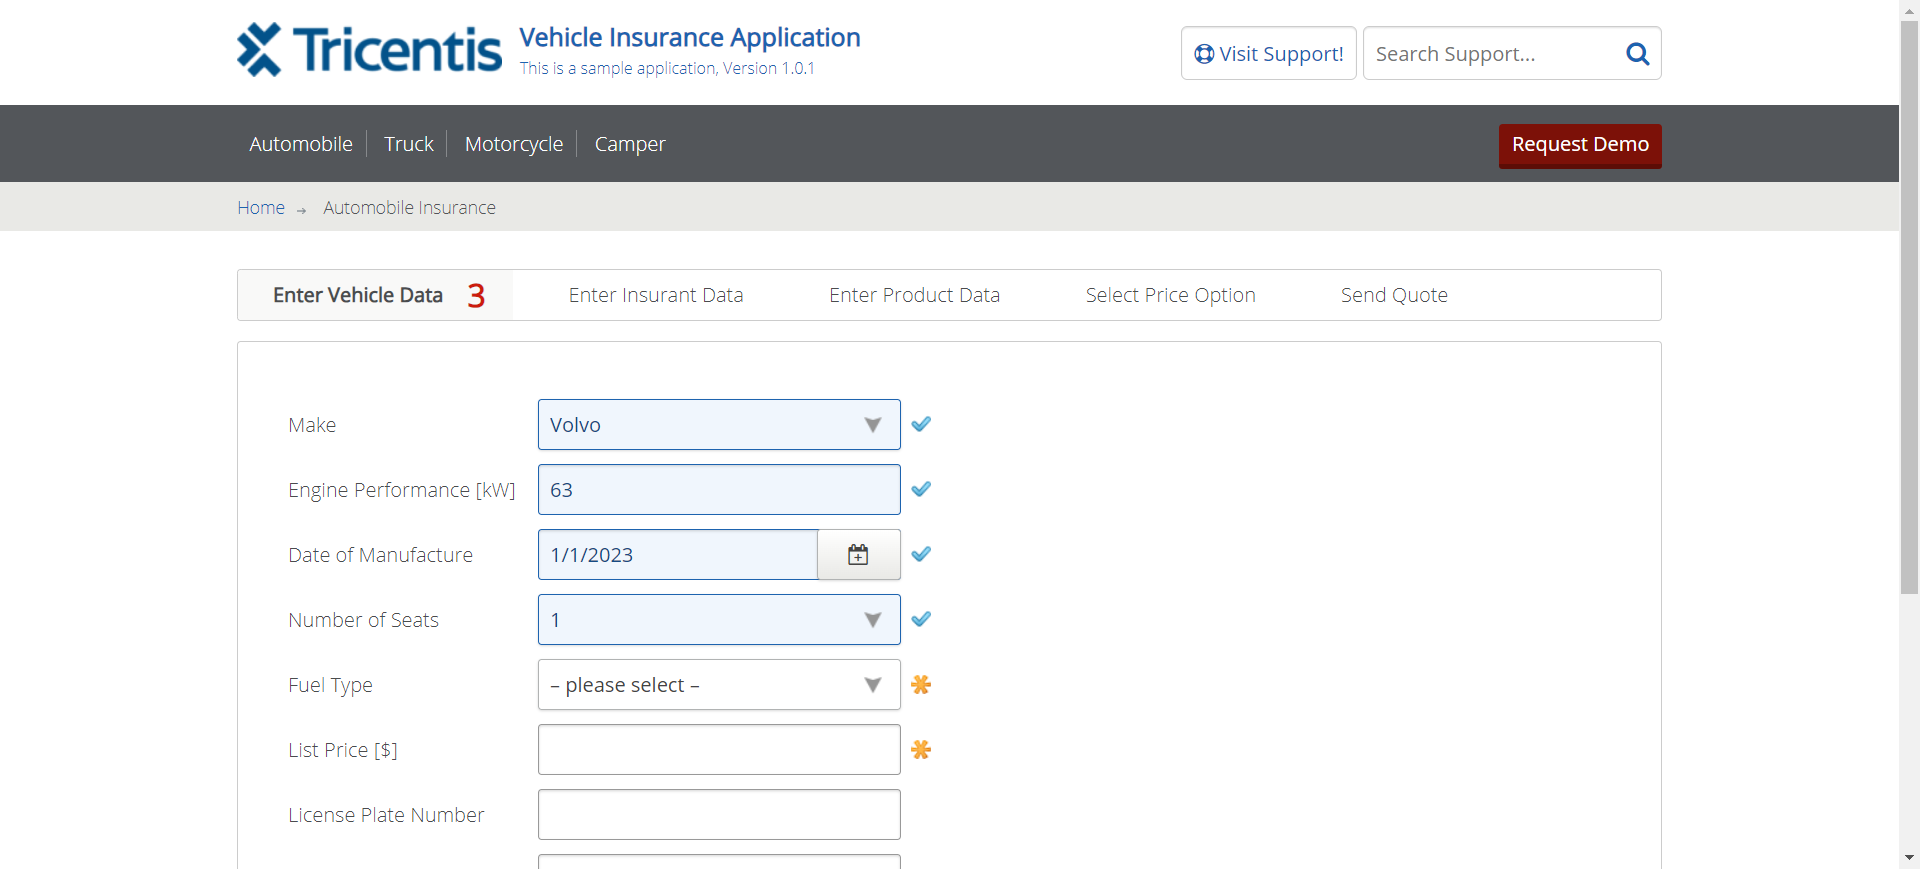 Tricentis
Vehicle Insurance Application
This is a sample application, Version 1.0.1
Visit Support!
Search Support...
Automobile
Truck
Motorcycle
Camper
Request Demo
Home → Automobile Insurance
Enter Vehicle Data 3
Enter Insurant Data
Enter Product Data
Select Price Option
Send Quote
Make
Volvo
Engine Performance [kW]
63
Date of Manufacture
1/1/2023
Number of Seats
1
Fuel Type
– please select –
List Price [$]
License Plate Number